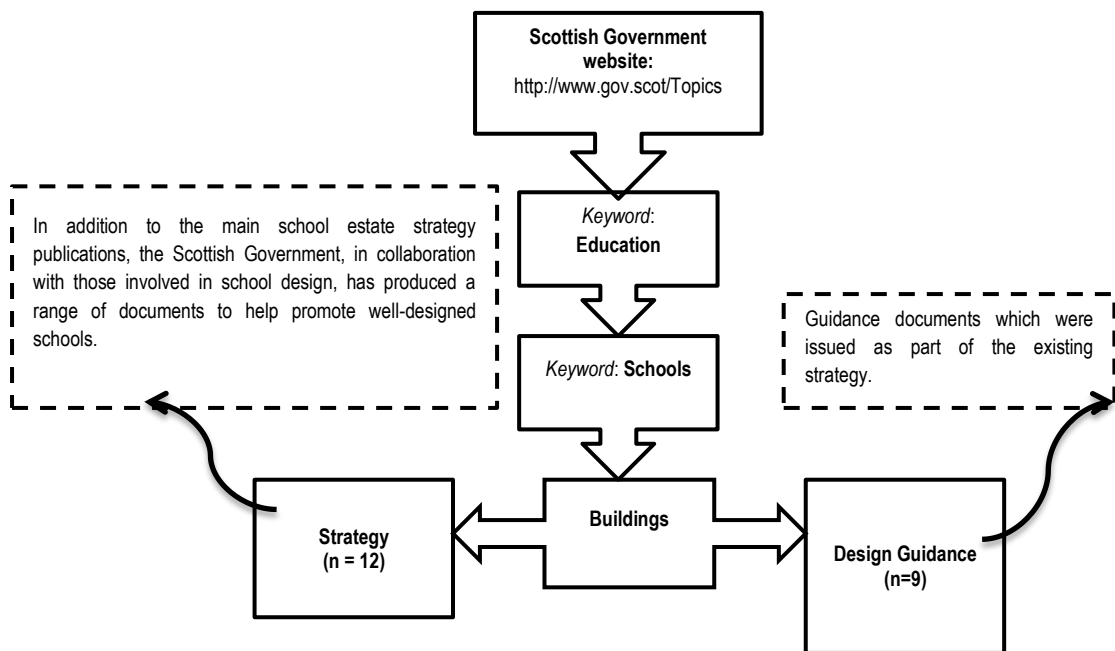 Scottish Government
website:
http://www.gov.scot/Topics
Keyword:
Education
In addition to the main school estate strategy
publications, the Scottish Government, in collaboration
with those involved in school design, has produced a
range of documents to help promote well-designed
schools.
Guidance documents which were
issued as part of the existing
strategy.
Keyword: Schools
Buildings
Strategy
(n = 12)
Design Guidance
(n=9)